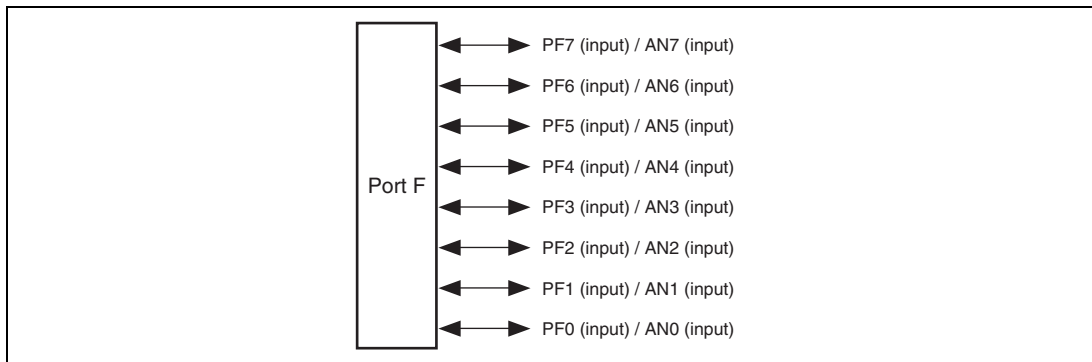 PF7 (input) / AN7 (input)
PF6 (input) / AN6 (input)
PF5 (input) / AN5 (input)
PF4 (input) / AN4 (input)
Port F
PF3 (input) / AN3 (input)
PF2 (input) / AN2 (input)
PF1 (input) / AN1 (input)
PF0 (input) / AN0 (input)